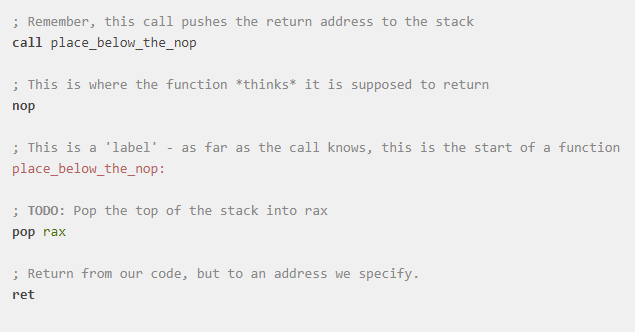 ; Remember, this call pushes the return address to the stack
call place_below_the_nop
; This is where the function *thinks* it is supposed to return
nop
; This is a 'label' - as far as the call knows, this is the start of a function
place_below_the_nop:
; TODO: Pop the top of the stack into rax
pop rax
; Return from our code, but to an address we specify.
ret